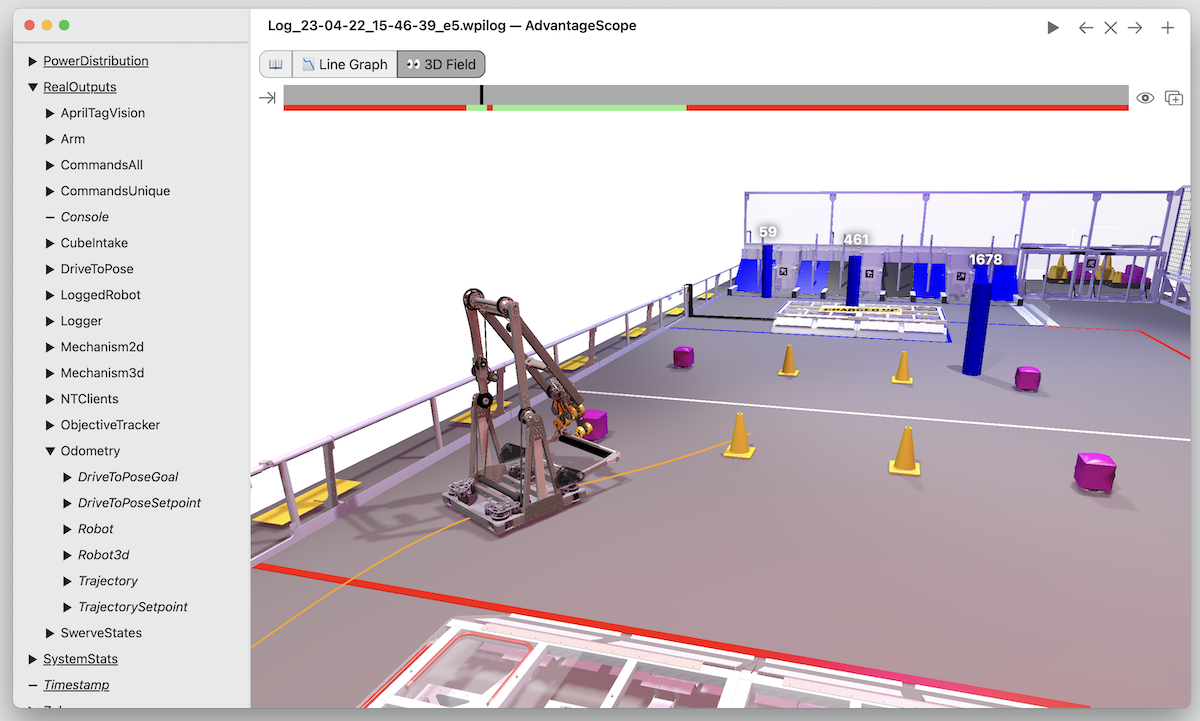 Log_23-04-22_15-46-39_e5.wpilog — AdvantageScope
Line Graph
3D Field
PowerDistribution
RealOutputs
AprilTagVision
Arm
CommandsAll
CommandsUnique
Console
CubeIntake
DriveToPose
LoggedRobot
Logger
Mechanism2d
Mechanism3d
NTClients
ObjectiveTracker
Odometry
DriveToPoseGoal
DriveToPoseSetpoint
Robot
Robot3d
Trajectory
TrajectorySetpoint
SwerveStates
SystemStats
Timestamp
59
461
1678
CHARGED UP